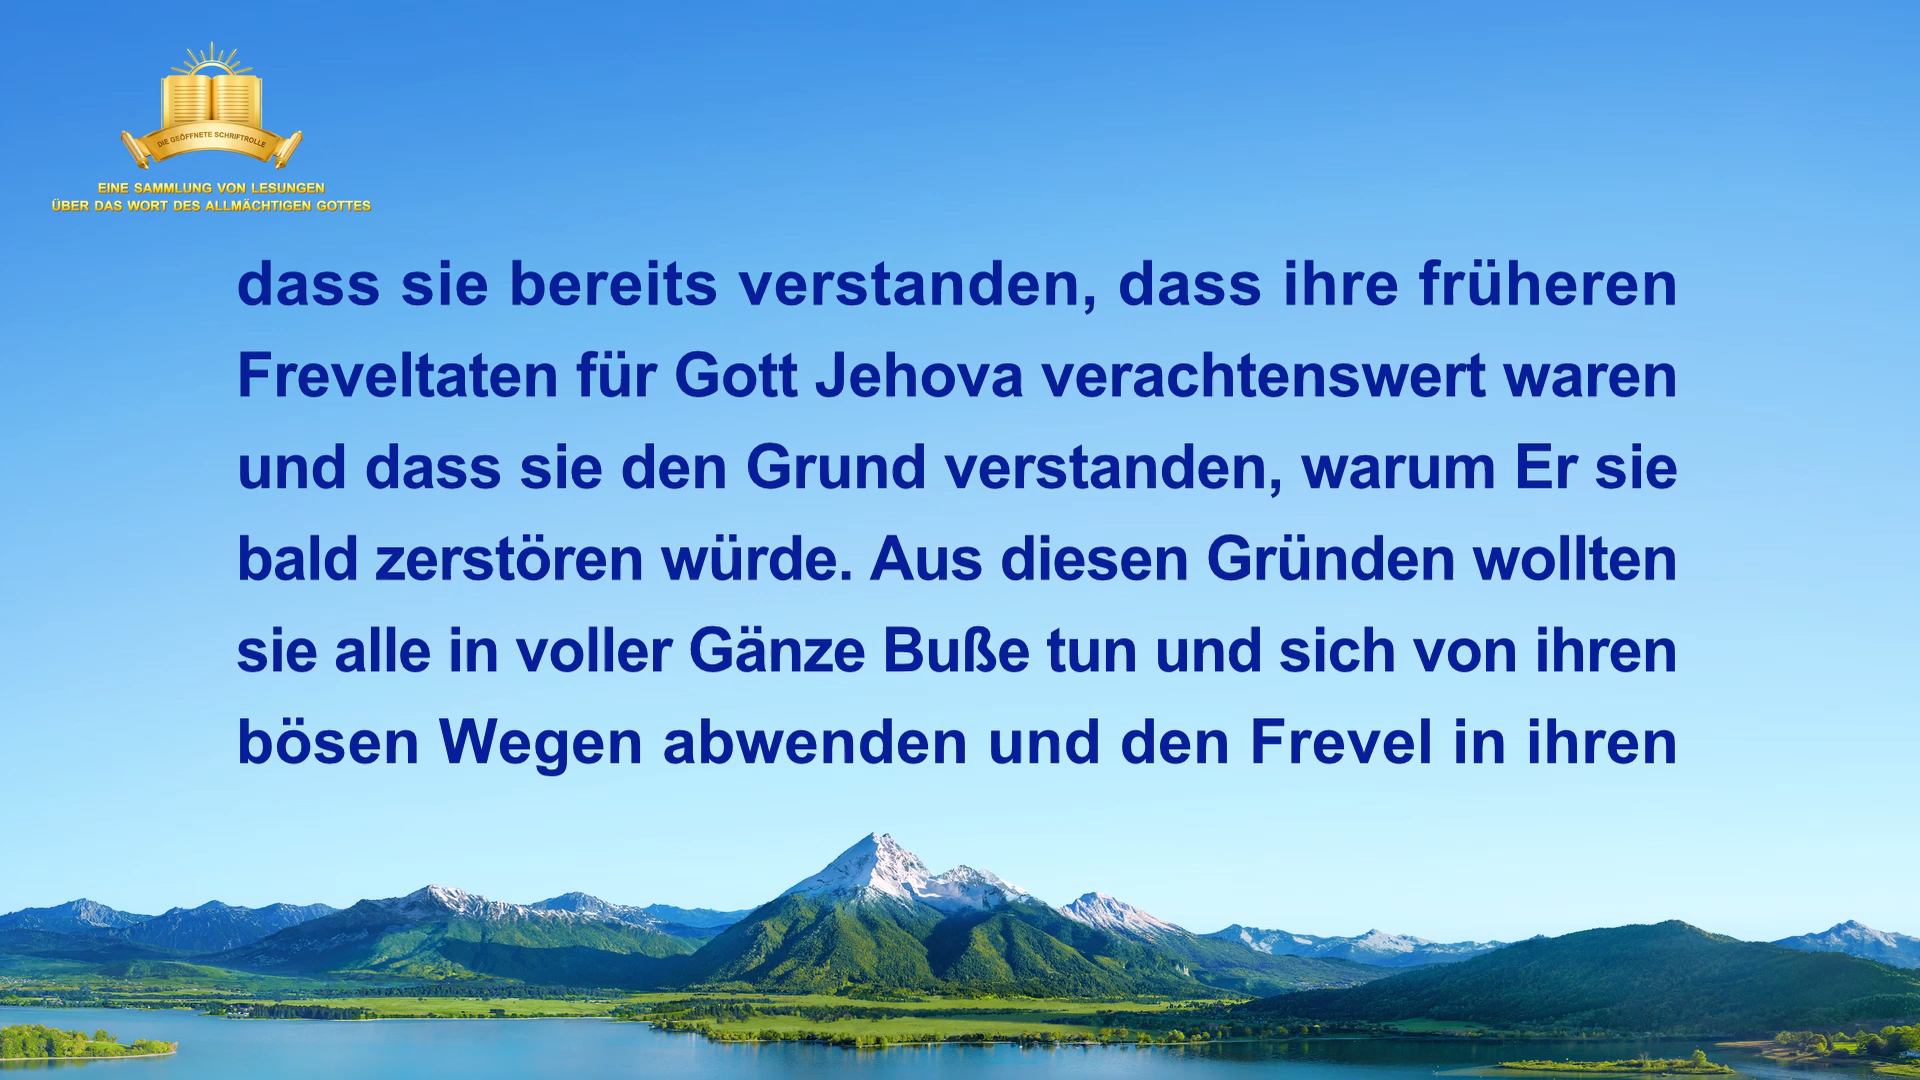 DIE GEÖFFNETE SCHRIFTROLLE
EINE SAMMLUNG VON LESUNGEN
ÜBER DAS WORT DES ALLMÄCHTIGEN GOTTES
dass sie bereits verstanden, dass ihre früheren
Freveltaten für Gott Jehova verachtenswert waren
und dass sie den Grund verstanden, warum Er sie
bald zerstören würde. Aus diesen Gründen wollten
sie alle in voller Gänze Buße tun und sich von ihren
bösen Wegen abwenden und den Frevel in ihren